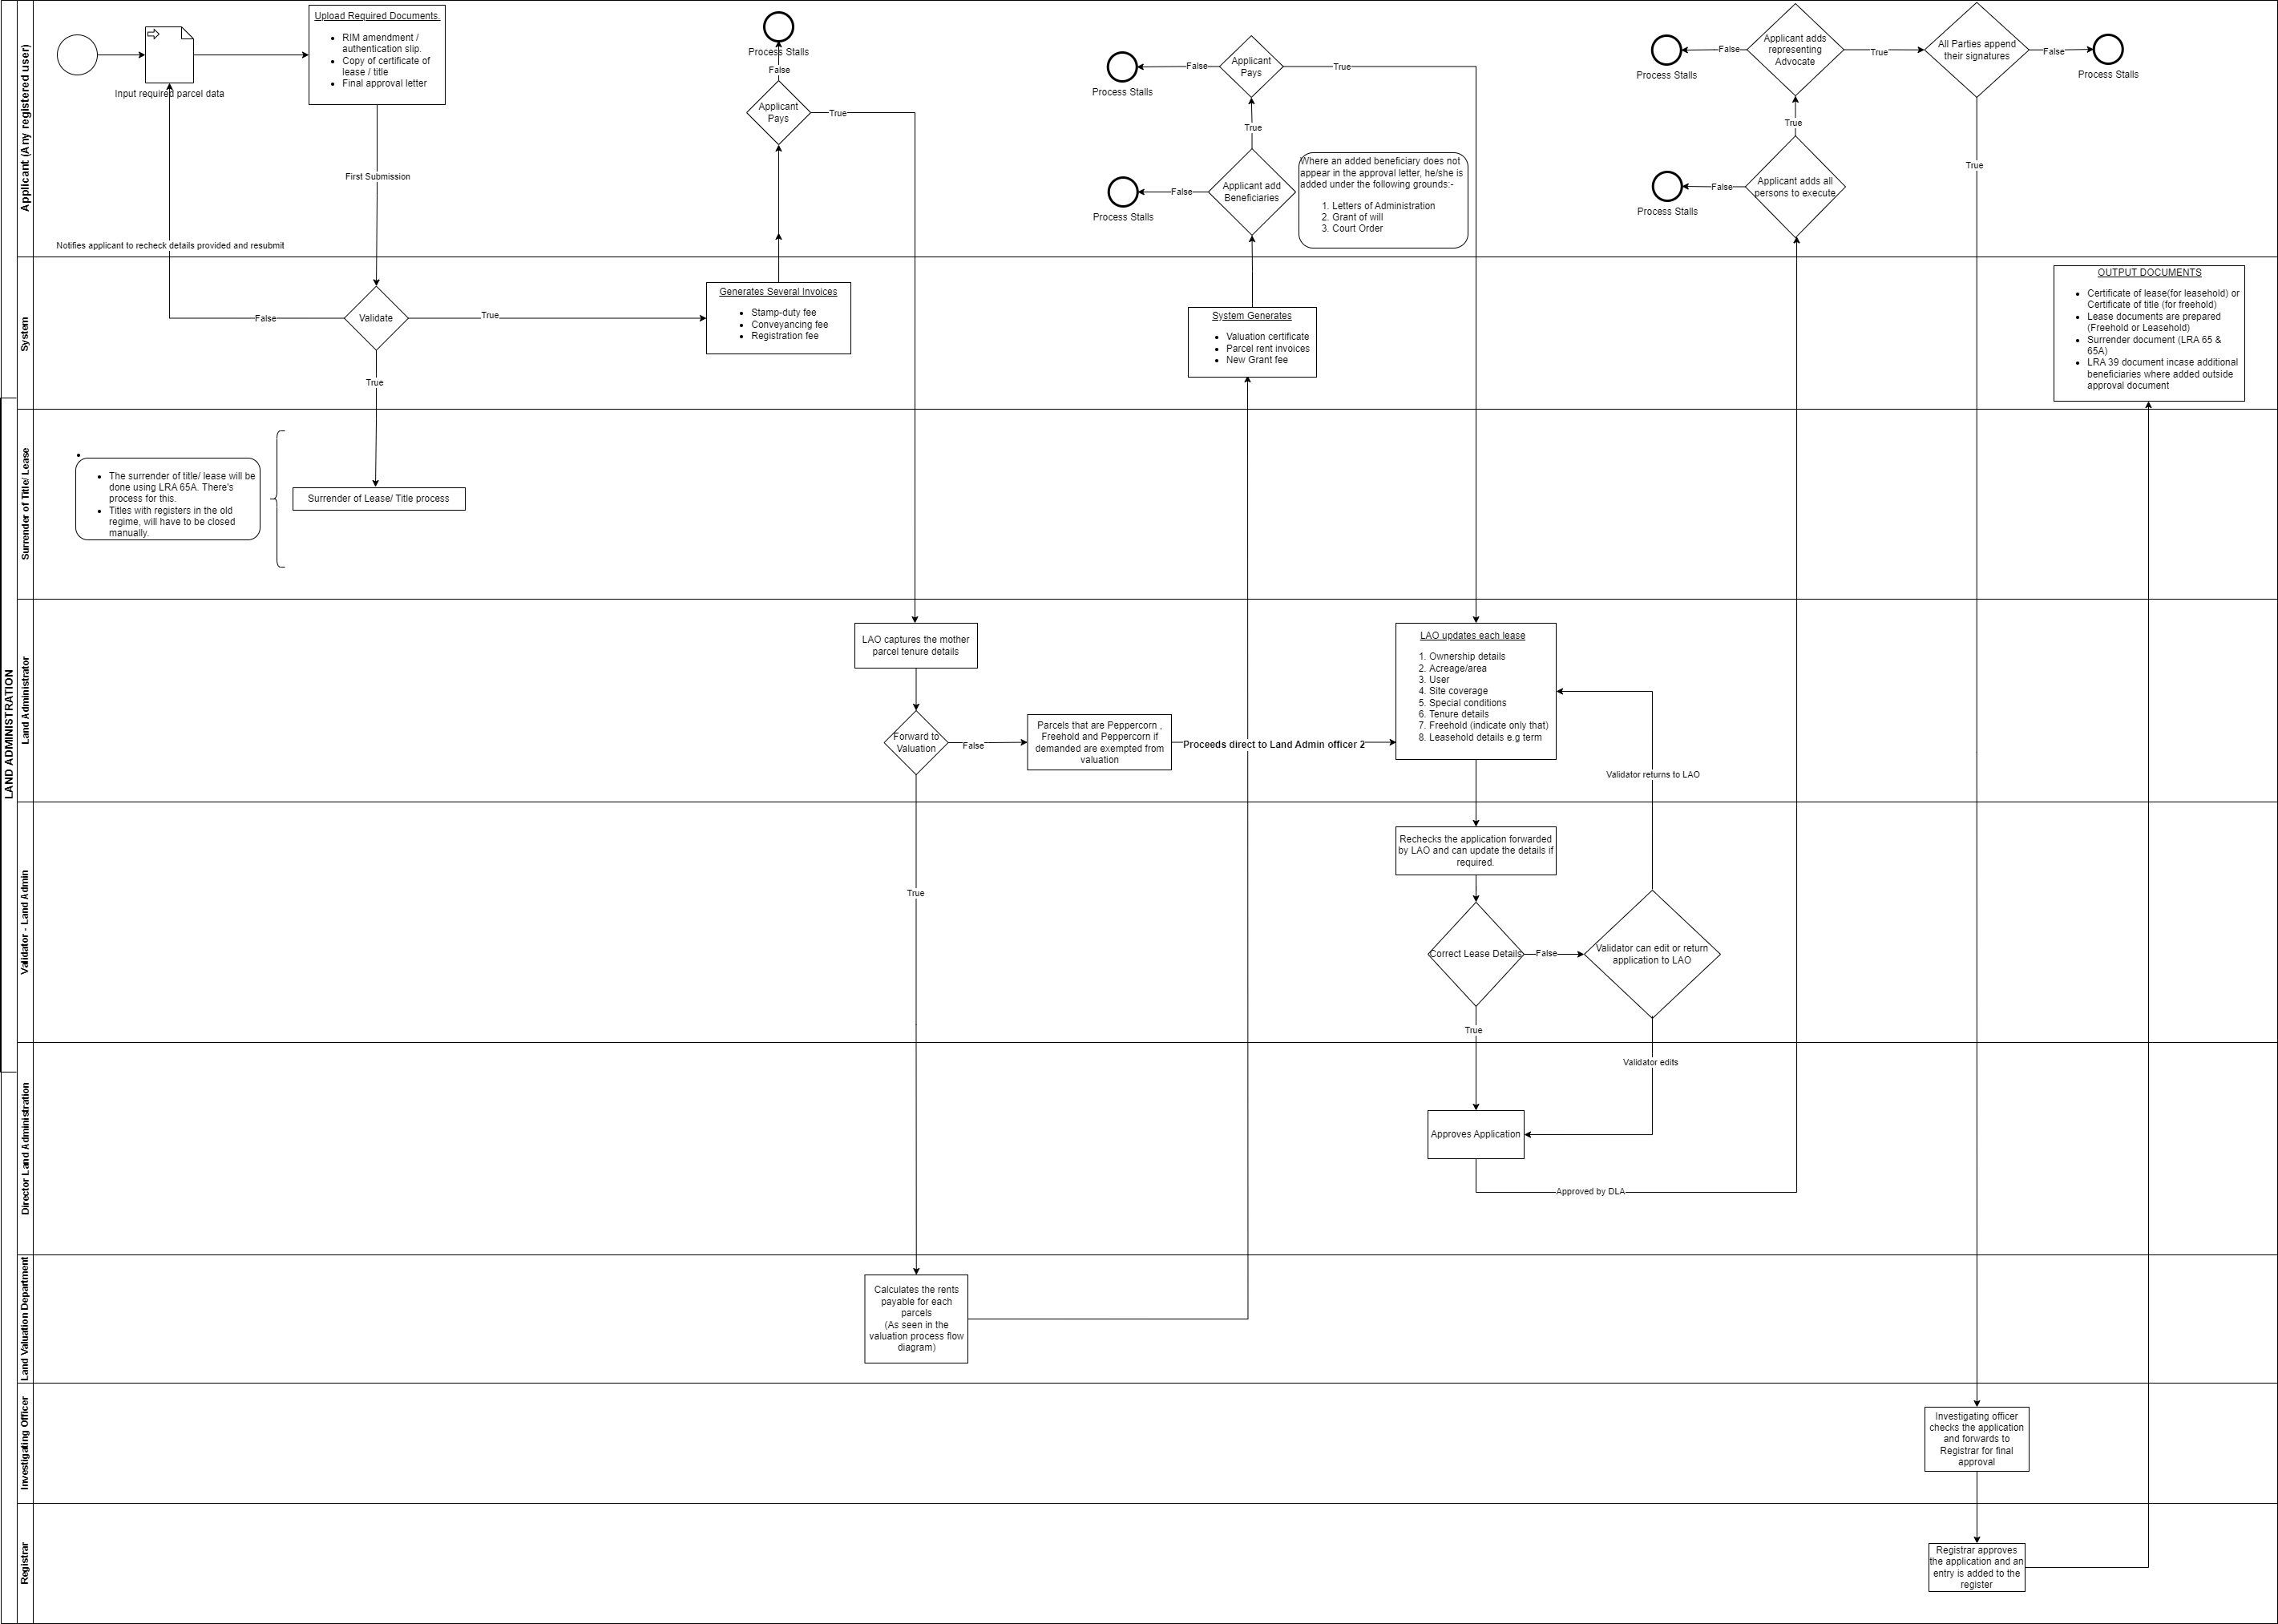 LAND ADMINISTRATION
Applicant (Any registered user)
Input required parcel data
Upload Required Documents.
RIM amendment /
authentication slip.
Copy of certificate of
lease / title
Final approval letter
First Submission
Notifies applicant to recheck details provided and resubmit
Process Stalls
False
Applicant
Pays
True
Process Stalls
False
Applicant
Pays
True
True
Process Stalls
False
Applicant add
Beneficiaries
Where an added beneficiary does not
appear in the approval letter, he/she is
added under the following grounds:-
1. Letters of Administration
2. Grant of will
3. Court Order
Process Stalls
False
Applicant adds
representing
Advocate
True
All Parties append
their signatures
False
Process Stalls
True
True
Process Stalls
False
Applicant adds all
persons to execute
System
False
Validate
True
True
Generates Several Invoices
Stamp-duty fee
Conveyancing fee
Registration fee
System Generates
Valuation certificate
Parcel rent invoices
New Grant fee
OUTPUT DOCUMENTS
Certificate of lease(for leasehold) or
Certificate of title (for freehold)
Lease documents are prepared
(Freehold or Leasehold)
Surrender document (LRA 65 &
65A)
LRA 39 document incase additional
beneficiaries where added outside
approval document
Surrender of Title/ Lease
The surrender of title/ lease will be
done using LRA 65A. There's
process for this.
Titles with registers in the old
regime, will have to be closed
manually.
Surrender of Lease/ Title process
Land Administrator
LAO captures the mother
parcel tenure details
Forward to
Valuation
False
Parcels that are Peppercorn ,
Freehold and Peppercorn if
demanded are exempted from
valuation
Proceeds direct to Land Admin officer 2
LAO updates each lease
1. Ownership details
2. Acreage/area
3. User
4. Site coverage
5. Special conditions
6. Tenure details
7. Freehold (indicate only that)
8. Leasehold details e.g term
Validator returns to LAO
Validator - Land Admin
True
Rechecks the application forwarded
by LAO and can update the details if
required.
Correct Lease Details
False
Validator can edit or return
application to LAO
True
Director Land Administration
Validator edits
Approves Application
Approved by DLA
Land Valuation Department
Calculates the rents
payable for each
parcels
(As seen in the
valuation process flow
diagram)
Investigating Officer
Investigating officer
checks the application
and forwards to
Registrar for final
approval
Registrar
Registrar approves
the application and an
entry is added to the
register